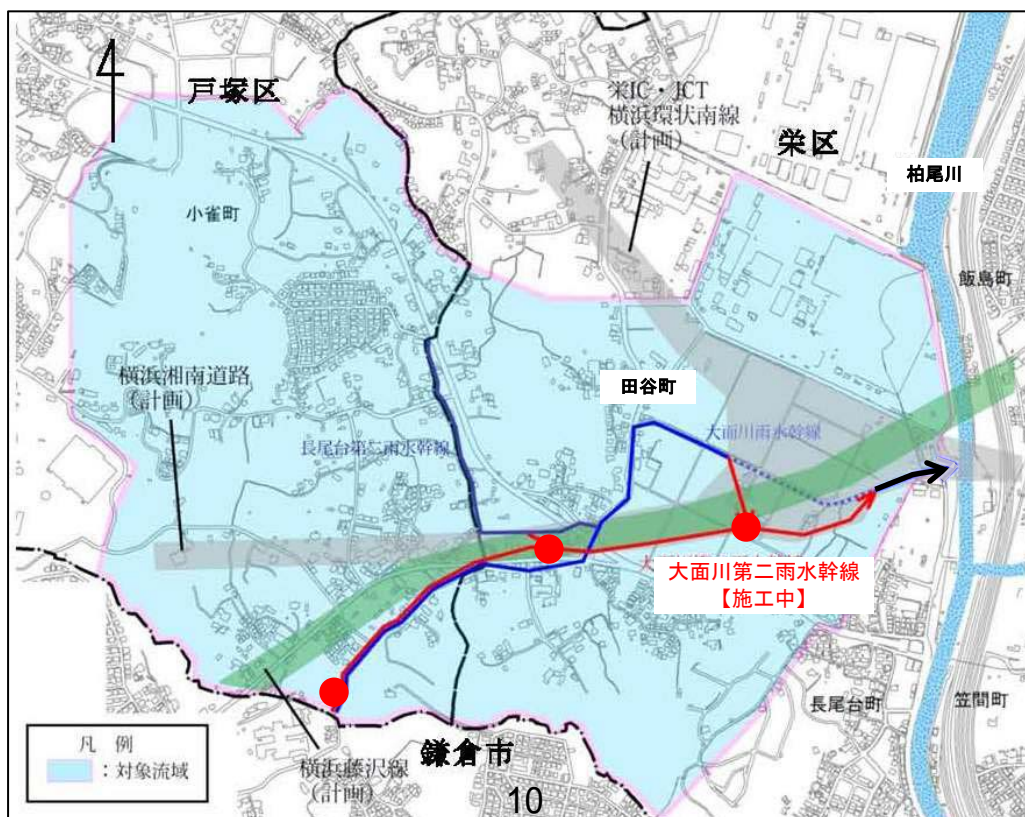 戸塚区
栄IC・JCT
横浜環状南線
(計画)
栄区
柏尾川
小雀町
飯島町
横浜湘南道路
(計画)
田谷町
長尾台第二雨水幹線
大面川雨水幹線
大面川第二雨水幹線
【施工中】
長尾台町
笠間町
凡 例
:対象流域
横浜藤沢線
(計画)
鎌倉市
10